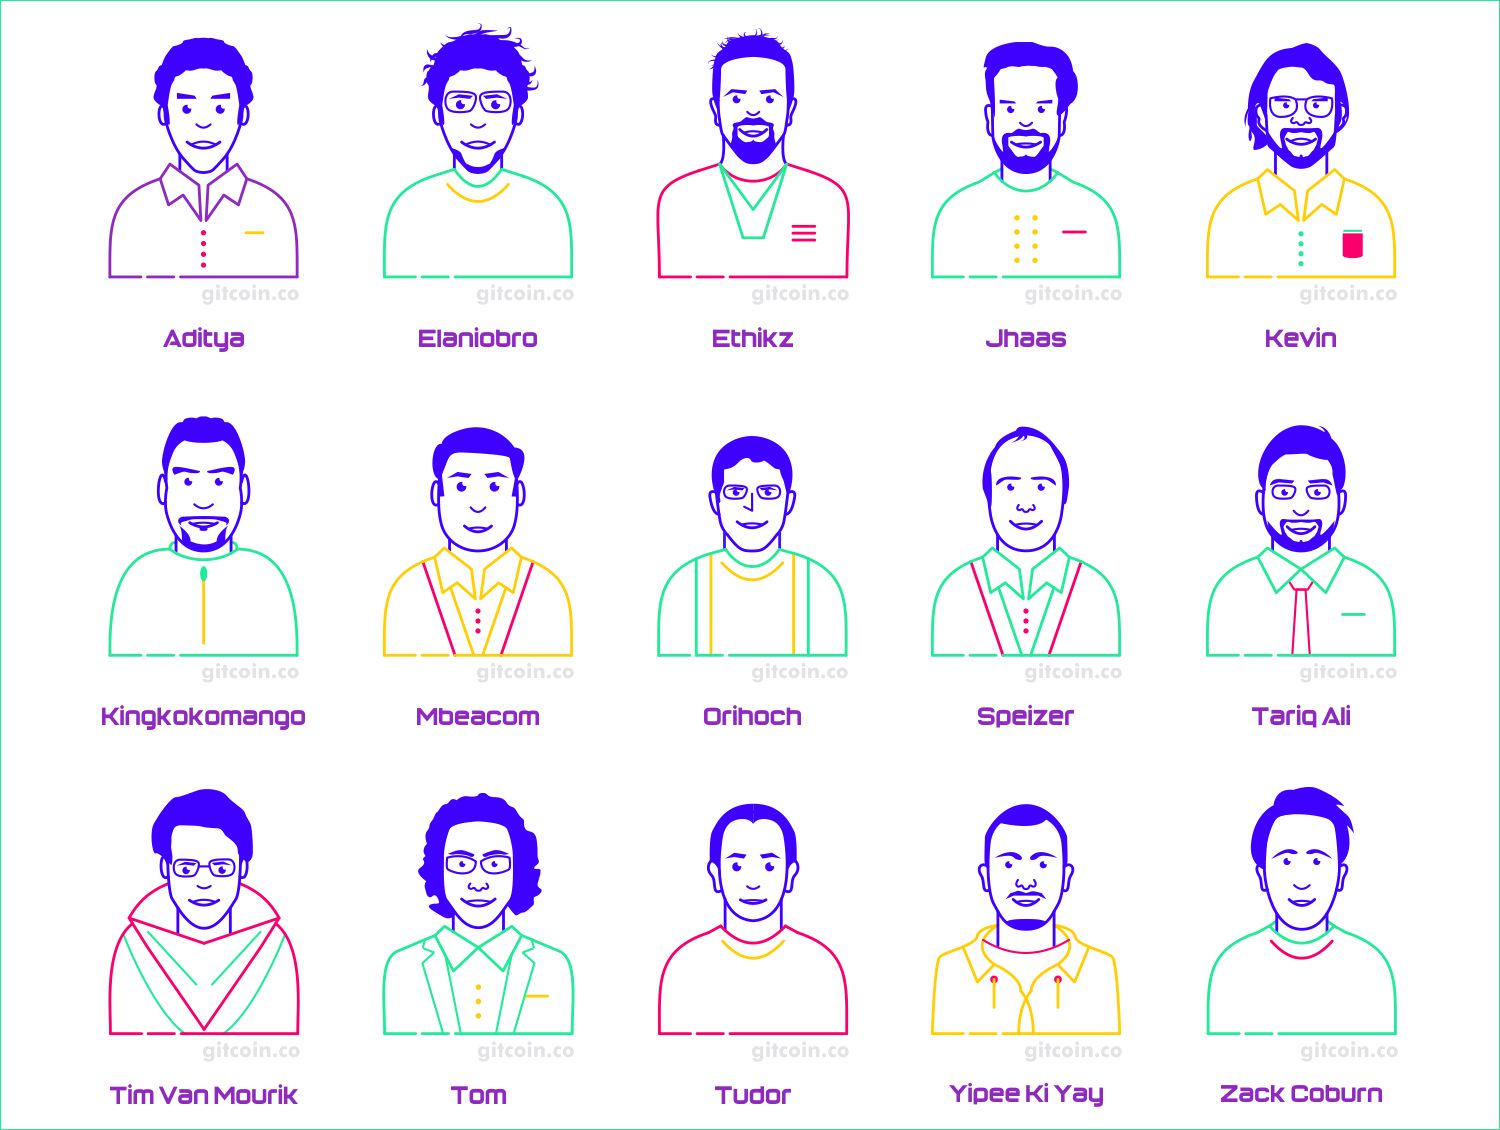 gitcoin.co gitcoin.co gitcoin.co gitcoin.co gitcoin.co
Aditya Elaniobro Ethikz Jhaas Kevin
gitcoin.co gitcoin.co gitcoin.co gitcoin.co gitcoin.co
Kingkokomango Mbeacom Orihoch Speizer Tariq Ali
gitcoin.co gitcoin.co gitcoin.co gitcoin.co gitcoin.co
Tim Van Mourik Tom Tudor Yipee Ki Yay Zack Coburn